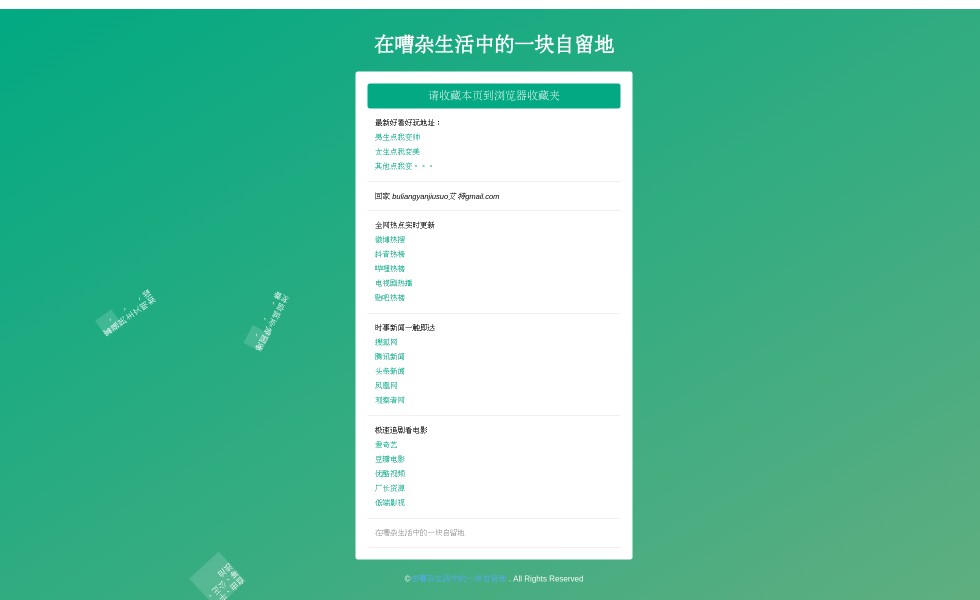 在嘈杂生活中的一块自留地
请收藏本页到浏览器收藏夹
最新好看好玩地址：
男生点我变帅
女生点我变美
其他点我变・・・
回家 buliangyanjiusuo艾特gmail.com
全网热点实时更新
微博热搜
抖音热榜
哔哩热榜
电视剧热播
贴吧热榜
时事新闻一触即达
搜狐网
腾讯新闻
头条新闻
凤凰网
观察者网
极速追剧看电影
爱奇艺
豆瓣电影
优酷视频
厂长资源
低端影视
在嘈杂生活中的一块自留地
©在嘈杂生活中的一块自留地 . All Rights Reserved